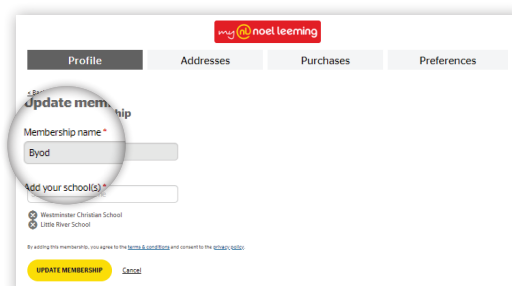 my nl noel leeming
Profile Addresses Purchases Preferences
Update membership
Membership name *
Byod
Add your school(s) *
Westminster Christian School
Little River School
By adding this membership, you agree to the terms & conditions and consent to the privacy policy.
UPDATE MEMBERSHIP Cancel